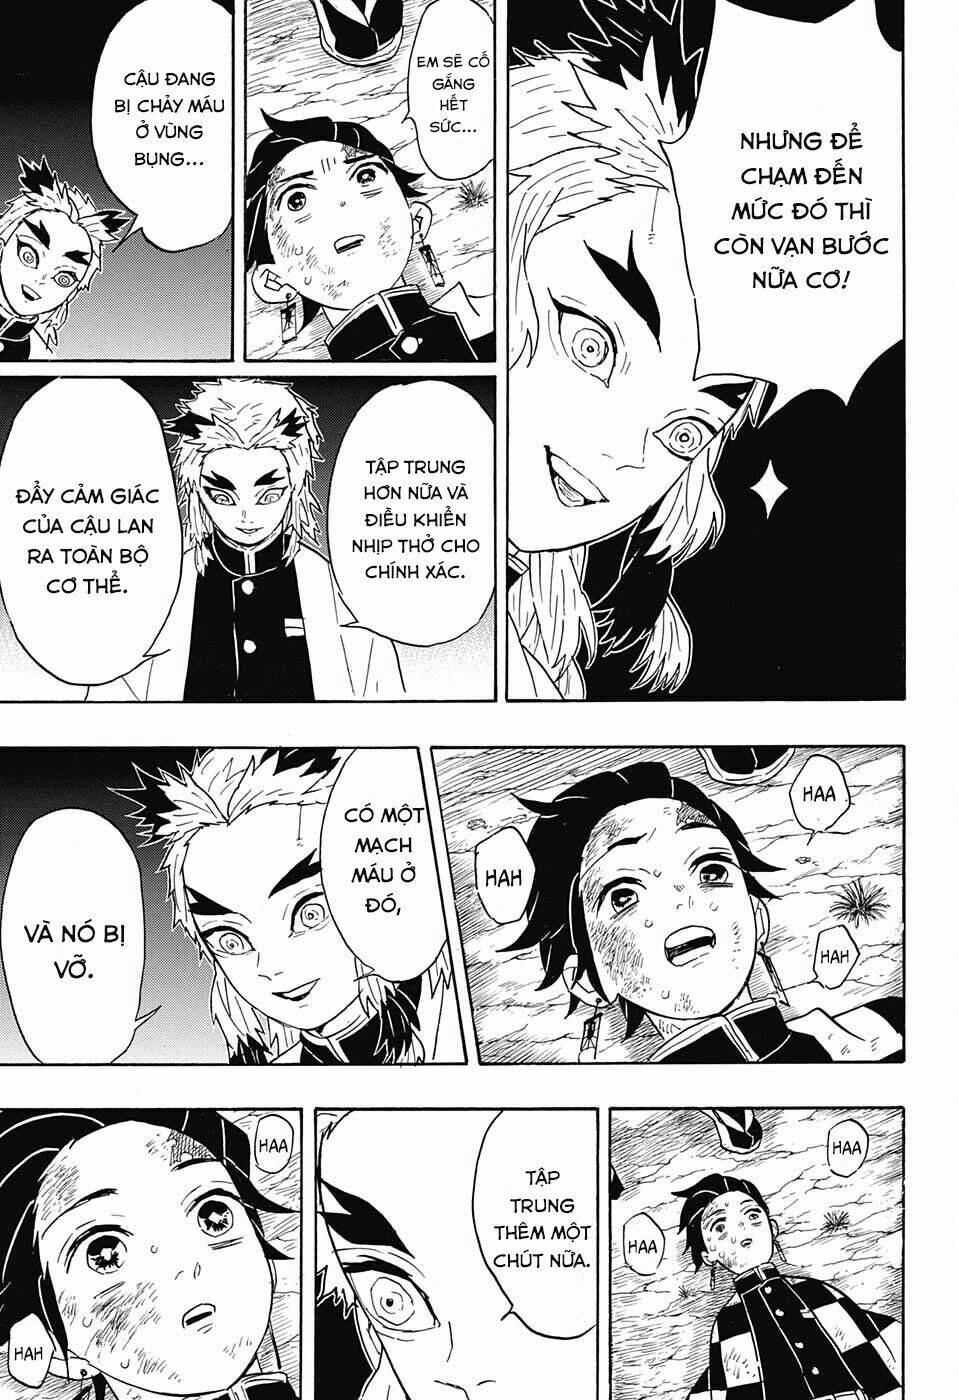 NHƯNG ĐỂ
CHẠM ĐẾN
MỨC ĐÓ THÌ
CÒN VẠN BƯỚC
NỮA CƠ!
EM SẼ CỐ
GẮNG
HẾT
SỨC...
CẬU ĐANG
BỊ CHẢY MÁU
Ở VÙNG
BỤNG...
TẬP TRUNG
HƠN NỮA VÀ
ĐIỀU KHIỂN
NHỊP THỞ CHO
CHÍNH XÁC.
ĐẨY CẢM GIÁC
CỦA CẬU LAN
RA TOÀN BỘ
CƠ THỂ.
HAA
HAH
HAH
CÓ MỘT
MẠCH
MÁU Ở
ĐÓ,
VÀ NÓ BỊ
VỠ.
HAA
HAA
TẬP
TRUNG
THÊM MỘT
CHÚT NỮA.
HAA
HAH